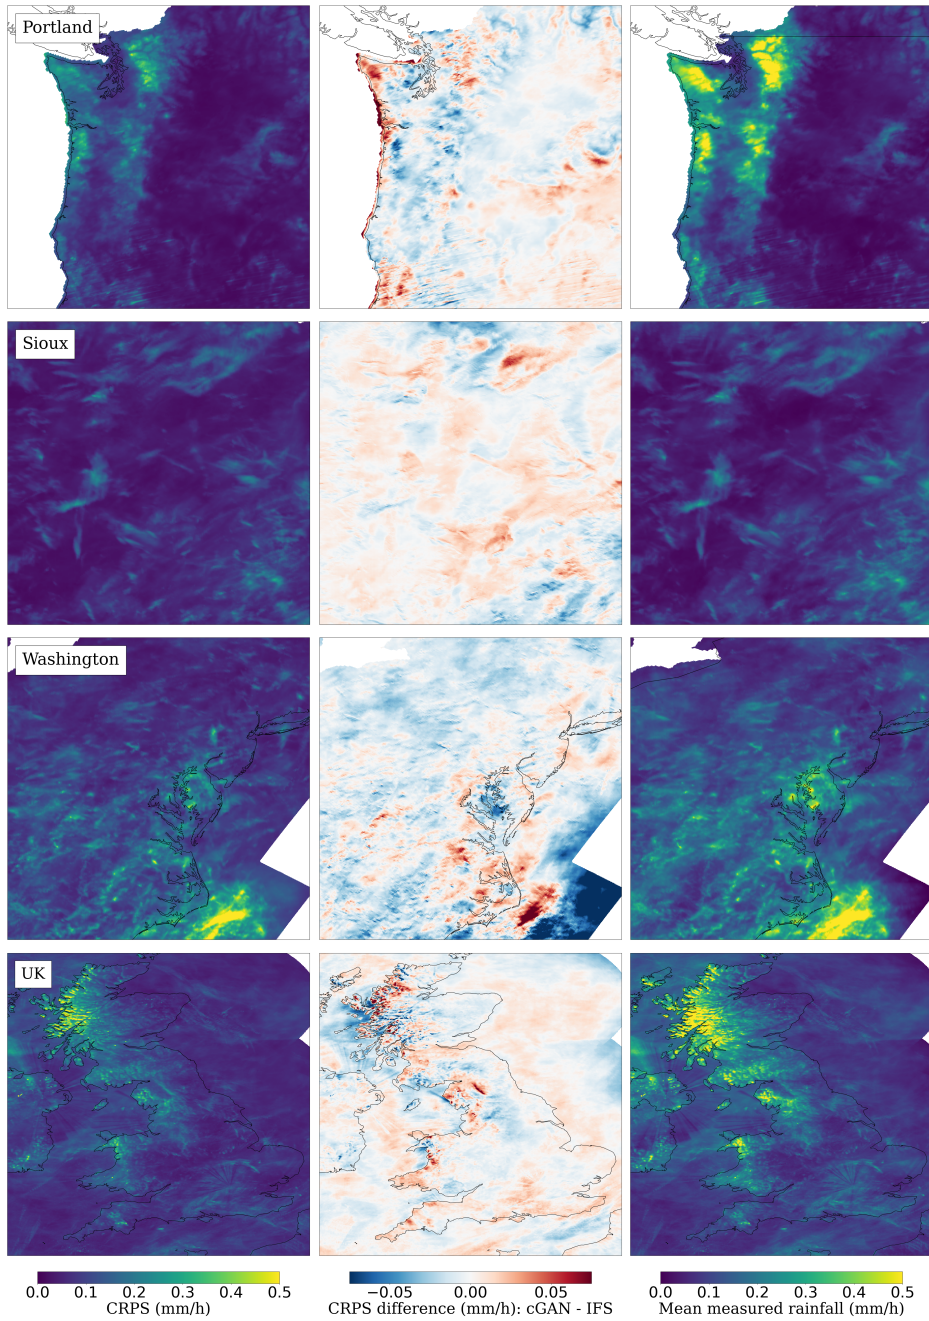 Portland
Sioux
Washington
UK
0.0 0.1 0.2 0.3 0.4 0.5
CRPS (mm/h)
−0.05 0.00 0.05
CRPS difference (mm/h): cGAN - IFS
0.0 0.1 0.2 0.3 0.4 0.5
Mean measured rainfall (mm/h)